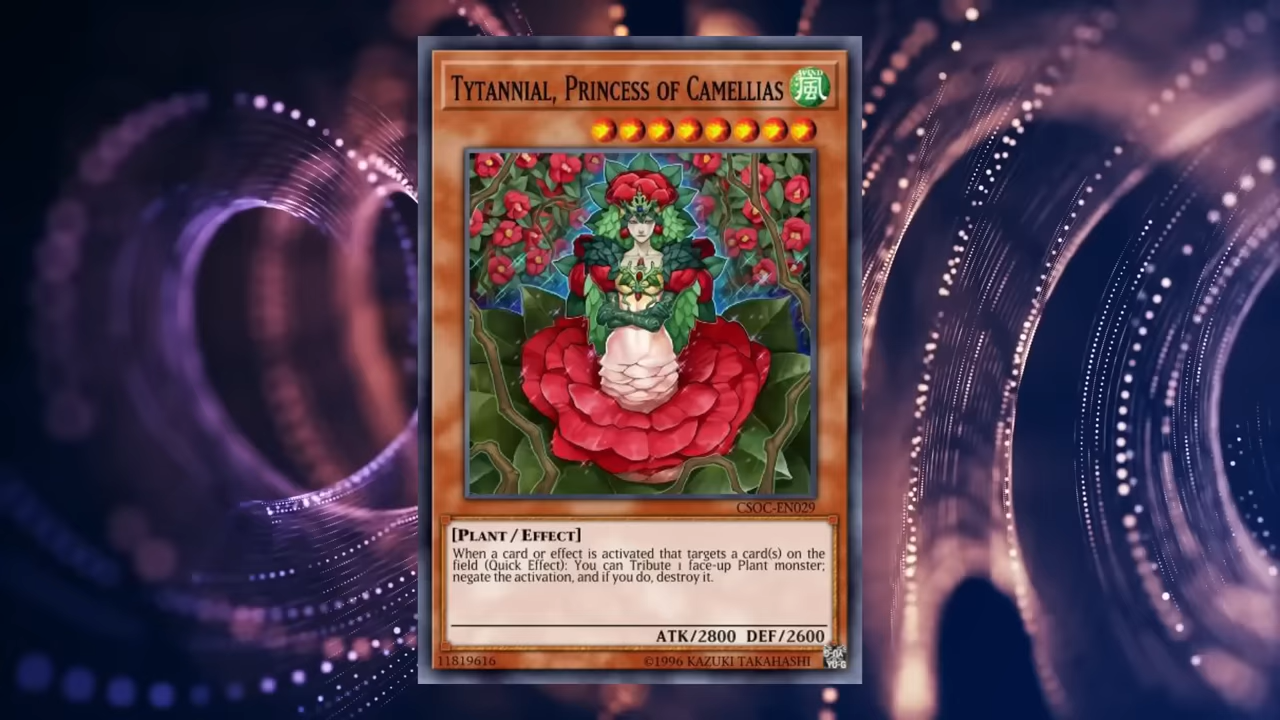 TYTANNIAL, PRINCESS OF CAMELLIAS
WIND
風
CSOC-EN029
[PLANT / EFFECT]
When a card or effect is activated that targets a card(s) on the
field (Quick Effect): You can Tribute 1 face-up Plant monster;
negate the activation, and if you do, destroy it.
ATK/2800 DEF/2600
11819616
©1996 KAZUKI TAKAHASHI